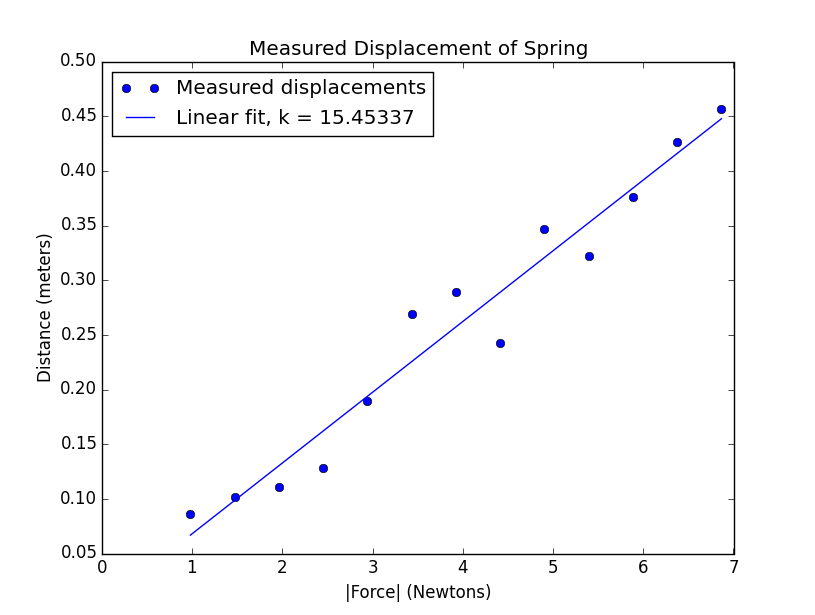 Measured Displacement of Spring
Measured displacements
Linear fit, k = 15.45337
0.50
0.45
0.40
0.35
0.30
0.25
0.20
0.15
0.10
0.05
Distance (meters)
0 1 2 3 4 5 6 7
|Force| (Newtons)